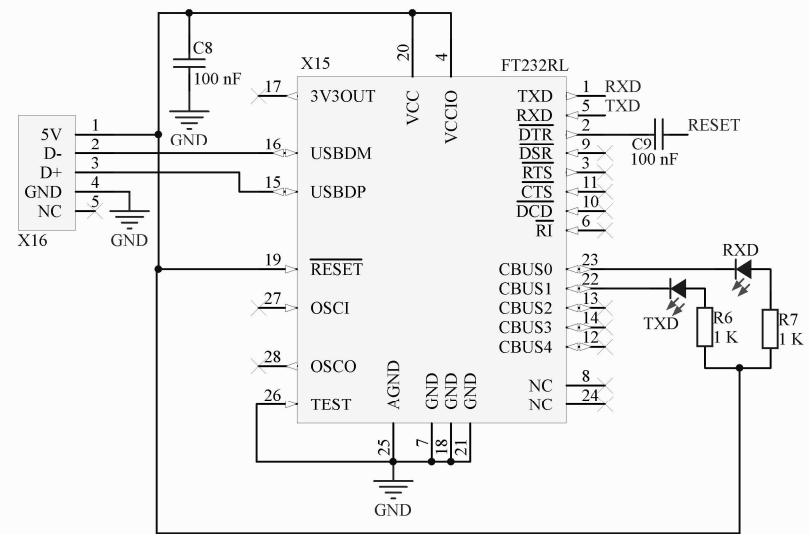 C8
100 nF
GND
X15
FT232RL
20
4
VCC
VCCIO
17
3V3OUT
16
USBDM
15
USBDP
19
RESET
27
OSCI
28
OSCO
26
TEST
5V
1
D-
2
D+
3
GND
4
NC
5
X16
GND
TXD
1
RXD
RXD
5
TXD
DTR
2
DSR
9
RTS
3
CTS
11
DCD
10
RI
6
C9
100 nF
RESET
CBUS0
23
CBUS1
22
CBUS2
13
CBUS3
14
CBUS4
12
RXD
TXD
R6
1 K
R7
1 K
NC
8
NC
24
AGND
GND
GND
GND
25
7
18
21
GND